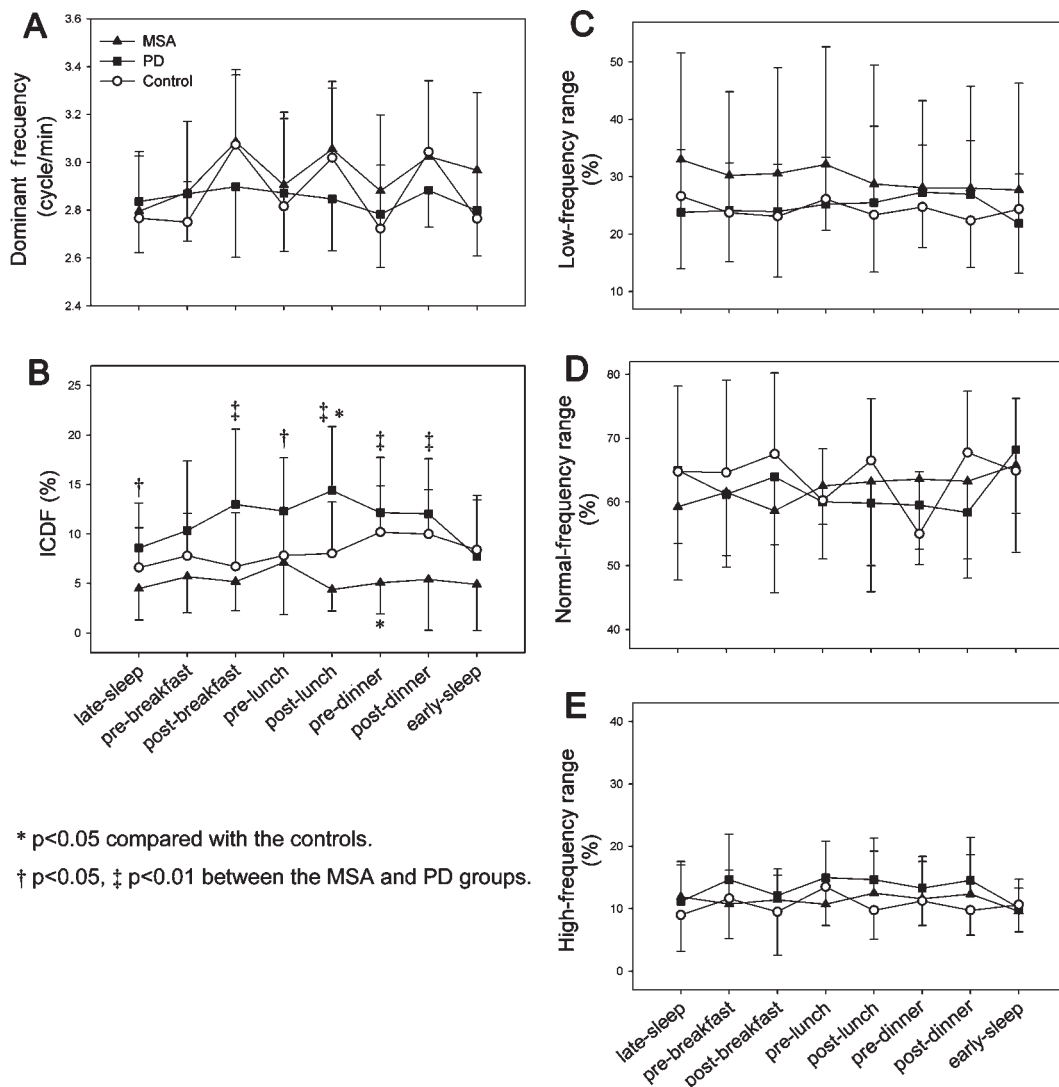 A
Dominant frecuency
(cycle/min)
3.6
3.4
3.2
3.0
2.8
2.6
2.4
MSA
PD
Control
B
ICDF (%)
25
20
15
10
5
0
†
‡
†
‡ *
‡
‡
*
late-sleep
pre-breakfast
post-breakfast
pre-lunch
post-lunch
pre-dinner
post-dinner
early-sleep
* p<0.05 compared with the controls.
† p<0.05, ‡ p<0.01 between the MSA and PD groups.
C
Low-frequency range
(%)
50
40
30
20
10
D
Normal-frequency range
(%)
80
70
60
50
40
E
High-frequency range
(%)
40
30
20
10
0
late-sleep
pre-breakfast
post-breakfast
pre-lunch
post-lunch
pre-dinner
post-dinner
early-sleep